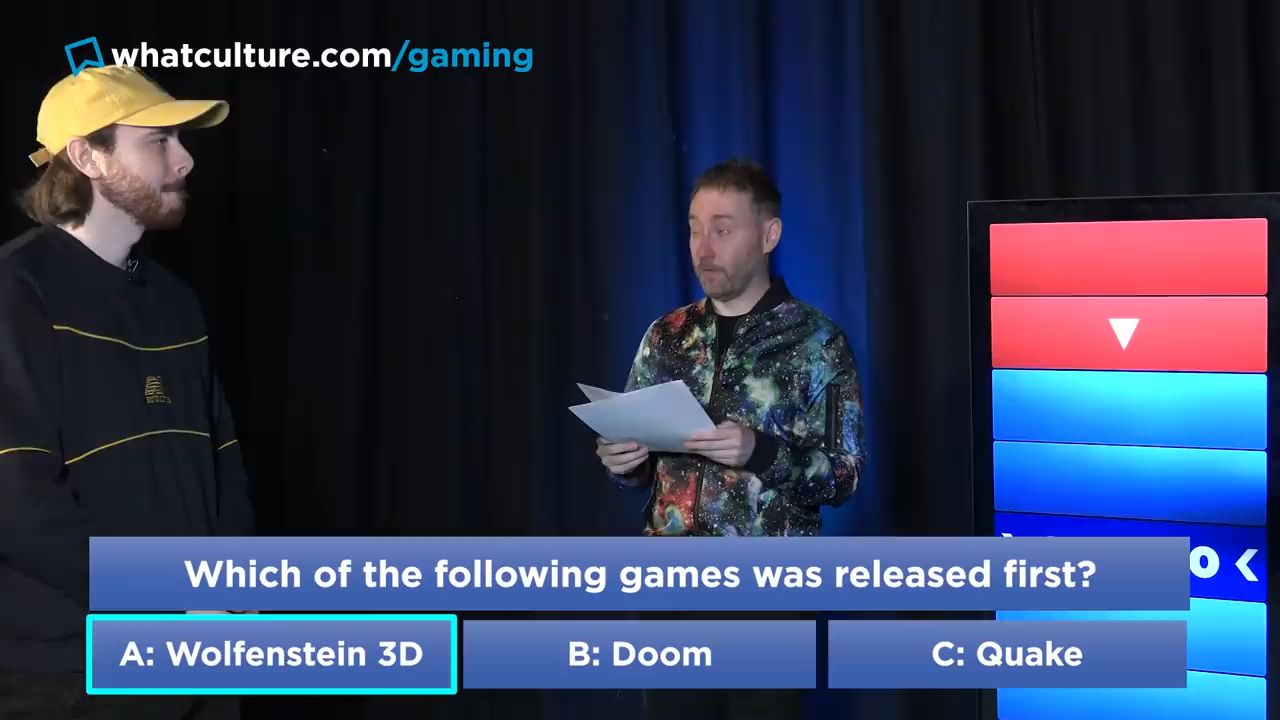 whatculture.com/gaming
Which of the following games was released first?
A: Wolfenstein 3D
B: Doom
C: Quake